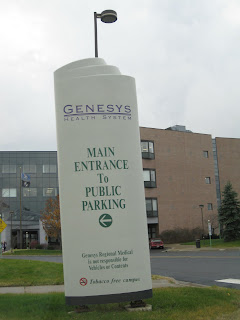 GENESYS
HEALTH SYSTEM
MAIN
ENTRANCE
TO
PUBLIC
PARKING
Genesys Regional Medical
is not responsible for
Vehicles or Contents
Tobacco free campus